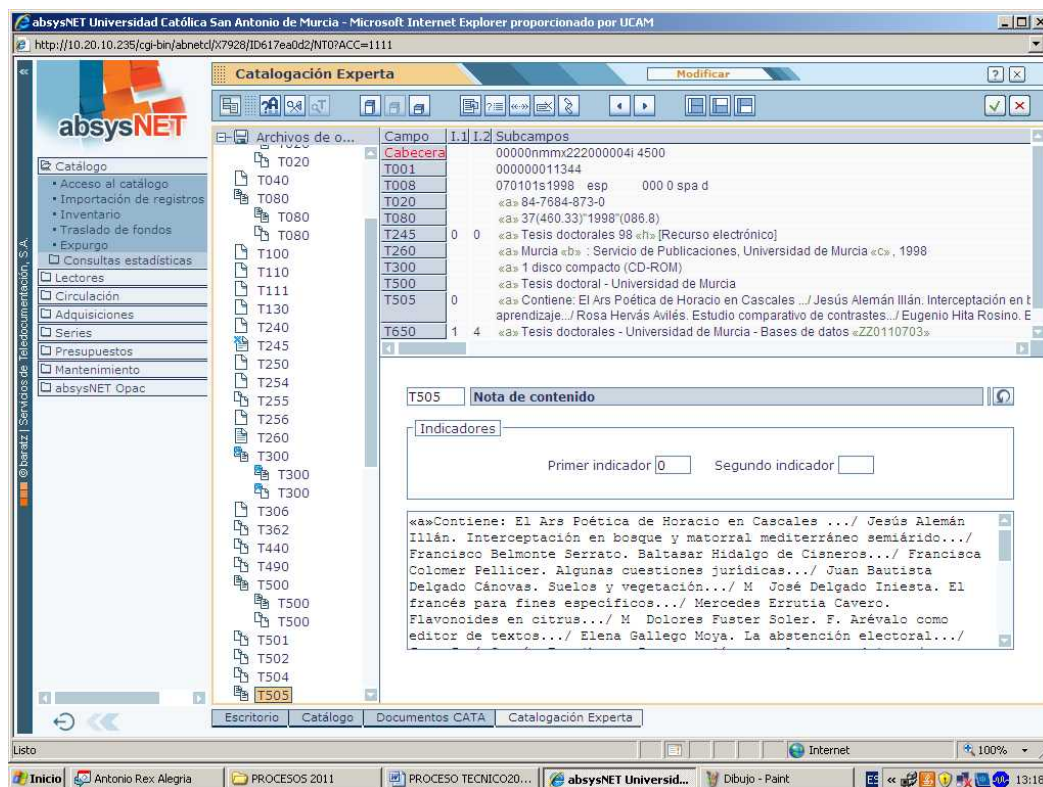 absysNET Universidad Católica San Antonio de Murcia - Microsoft Internet Explorer proporcionado por UCAM
http://10.20.10.235/cgi-bin/abnetcl/X7928/ID617ea0d2/NT0?ACC=1111
absysNET
Catálogo
• Acceso al catálogo
• Importación de registros
• Inventario
• Traslado de fondos
• Expurgo
Consultas estadísticas
Lectores
Circulación
Adquisiciones
Series
Presupuestos
Mantenimiento
absysNET Opac
© baratz | Servicios de Teledocumentación, S.A.
Catalogación Experta
Modificar
Archivos de o...
T020
T020
T040
T080
T080
T080
T100
T110
T111
T130
T240
T245
T250
T254
T255
T256
T260
T300
T300
T300
T306
T362
T440
T490
T500
T500
T500
T501
T502
T504
T505
Campo I.1 I.2 Subcampos
Cabecera 00000nmmx222000004i 4500
T001 000000011344
T008 070101s1998 esp 000 0 spa d
T020 «a» 84-7684-873-0
T080 «a» 37(460.33)"1998"(086.8)
T245 0 0 «a» Tesis doctorales 98 «h» [Recurso electrónico]
T260 «a» Murcia «b» : Servicio de Publicaciones, Universidad de Murcia «c» , 1998
T300 «a» 1 disco compacto (CD-ROM)
T500 «a» Tesis doctoral - Universidad de Murcia
T505 0 «a» Contiene: El Ars Poética de Horacio en Cascales .../ Jesús Alemán Illán. Interceptación en b
aprendizaje.../ Rosa Hervás Avilés. Estudio comparativo de contrastes.../ Eugenio Hita Rosino. E
T650 1 4 «a» Tesis doctorales - Universidad de Murcia - Bases de datos «ZZ0110703»
T505 Nota de contenido
Indicadores
Primer indicador 0 Segundo indicador
«a»Contiene: El Ars Poética de Horacio en Cascales .../ Jesús Alemán
Illán. Interceptación en bosque y matorral mediterráneo semiárido.../
Francisco Belmonte Serrato. Baltasar Hidalgo de Cisneros.../ Francisca
Colomer Pellicer. Algunas cuestiones jurídicas.../ Juan Bautista
Delgado Cánovas. Suelos y vegetación.../ M José Delgado Iniesta. El
francés para fines específicos.../ Mercedes Errutia Cavero.
Flavonoides en citrus.../ M Dolores Fuster Soler. F. Arévalo como
editor de textos.../ Elena Gallego Moya. La abstención electoral.../
Escritorio Catálogo Documentos CATA Catalogación Experta
Listo Internet 100%
Inicio Antonio Rex Alegria PROCESOS 2011 PROCESO TECNICO20... absysNET Universid... Dibujo - Paint ES « 13:18